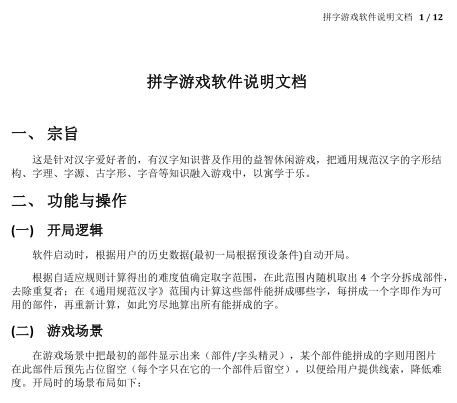 拼字游戏软件说明文档 1 / 12
拼字游戏软件说明文档
一、 宗旨
这是针对汉字爱好者的，有汉字知识普及作用的益智休闲游戏，把通用规范汉字的字形结
构、字理、字源、古字形、字音等知识融入游戏中，以寓学于乐。
二、 功能与操作
(一) 开局逻辑
软件启动时，根据用户的历史数据(最初一局根据预设条件)自动开局。
根据自适应规则计算得出的难度值确定取字范围，在此范围内随机取出 4 个字分拆成部件，
去除重复者；在《通用规范汉字》范围内计算这些部件能拼成哪些字，每拼成一个字即作为可
用的部件，再重新计算，如此穷尽地算出所有能拼成的字。
(二) 游戏场景
在游戏场景中把最初的部件显示出来（部件/字头精灵），某个部件能拼成的字则用图片
在此部件后预先占位留空（每个字只在它的一个部件后留空），以便给用户提供线索，降低难
度。开局时的场景布局如下：